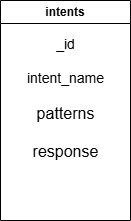 intents
_id
intent_name
patterns
response